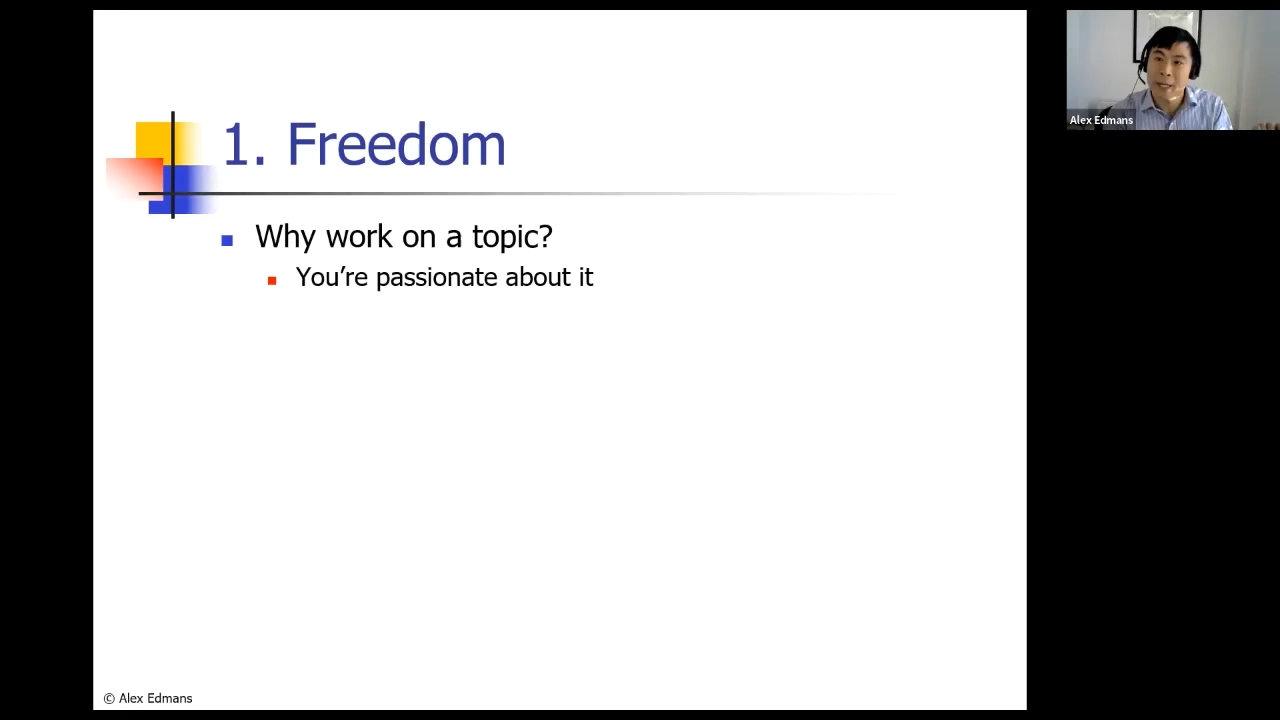 1. Freedom
Why work on a topic?
You're passionate about it
© Alex Edmans
Alex Edmans